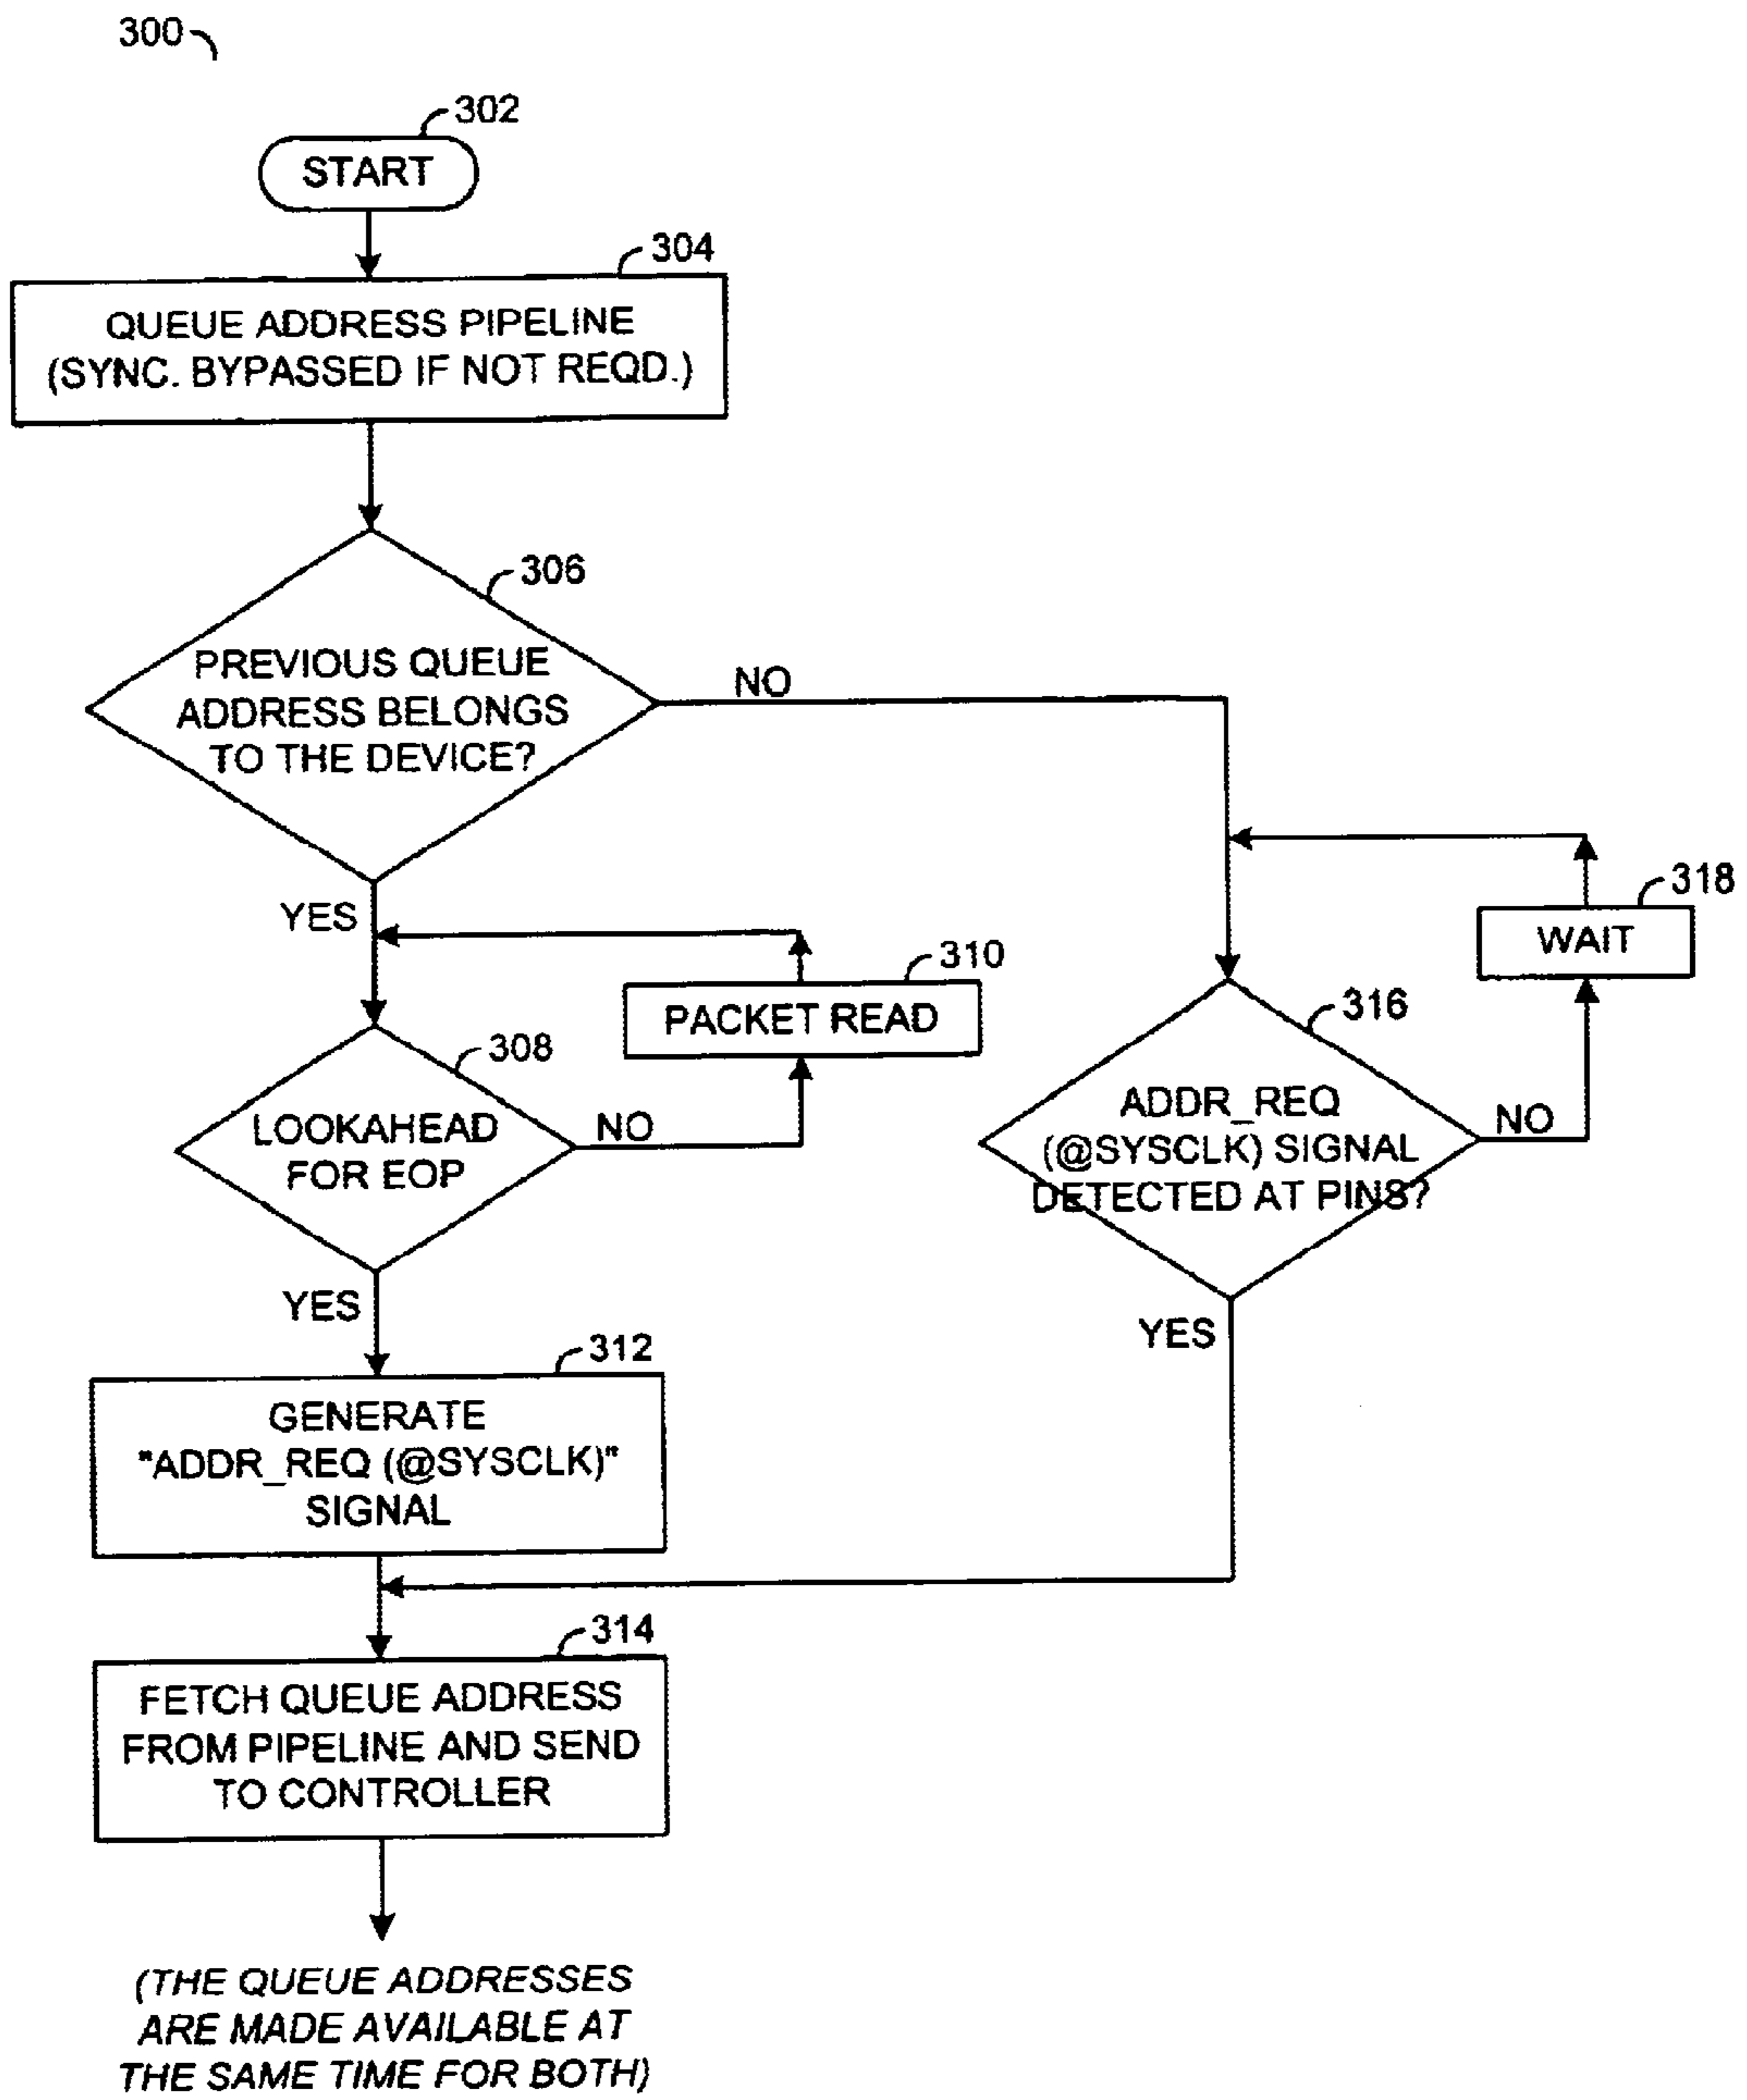 300
302
START
304
QUEUE ADDRESS PIPELINE
(SYNC. BYPASSED IF NOT REQD.)
306
PREVIOUS QUEUE
ADDRESS BELONGS
TO THE DEVICE?
NO
YES
318
WAIT
310
PACKET READ
316
ADDR_REQ
(@SYSCLK) SIGNAL
DETECTED AT PINS?
NO
YES
308
LOOKAHEAD
FOR EOP
NO
YES
312
GENERATE
"ADDR_REQ (@SYSCLK)"
SIGNAL
314
FETCH QUEUE ADDRESS
FROM PIPELINE AND SEND
TO CONTROLLER
(THE QUEUE ADDRESSES
ARE MADE AVAILABLE AT
THE SAME TIME FOR BOTH)